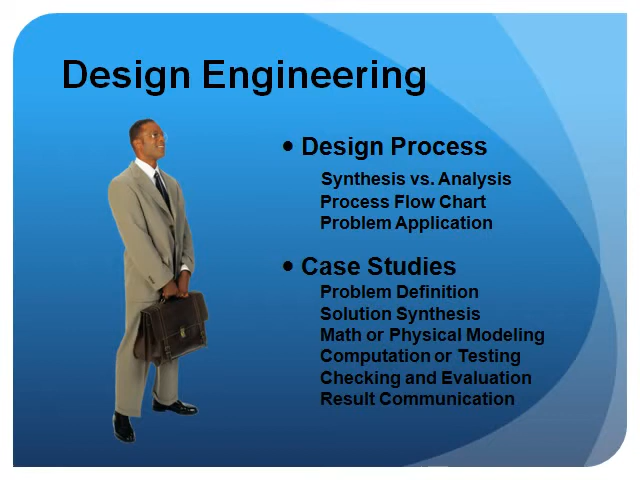 Design Engineering
• Design Process
Synthesis vs. Analysis
Process Flow Chart
Problem Application
• Case Studies
Problem Definition
Solution Synthesis
Math or Physical Modeling
Computation or Testing
Checking and Evaluation
Result Communication